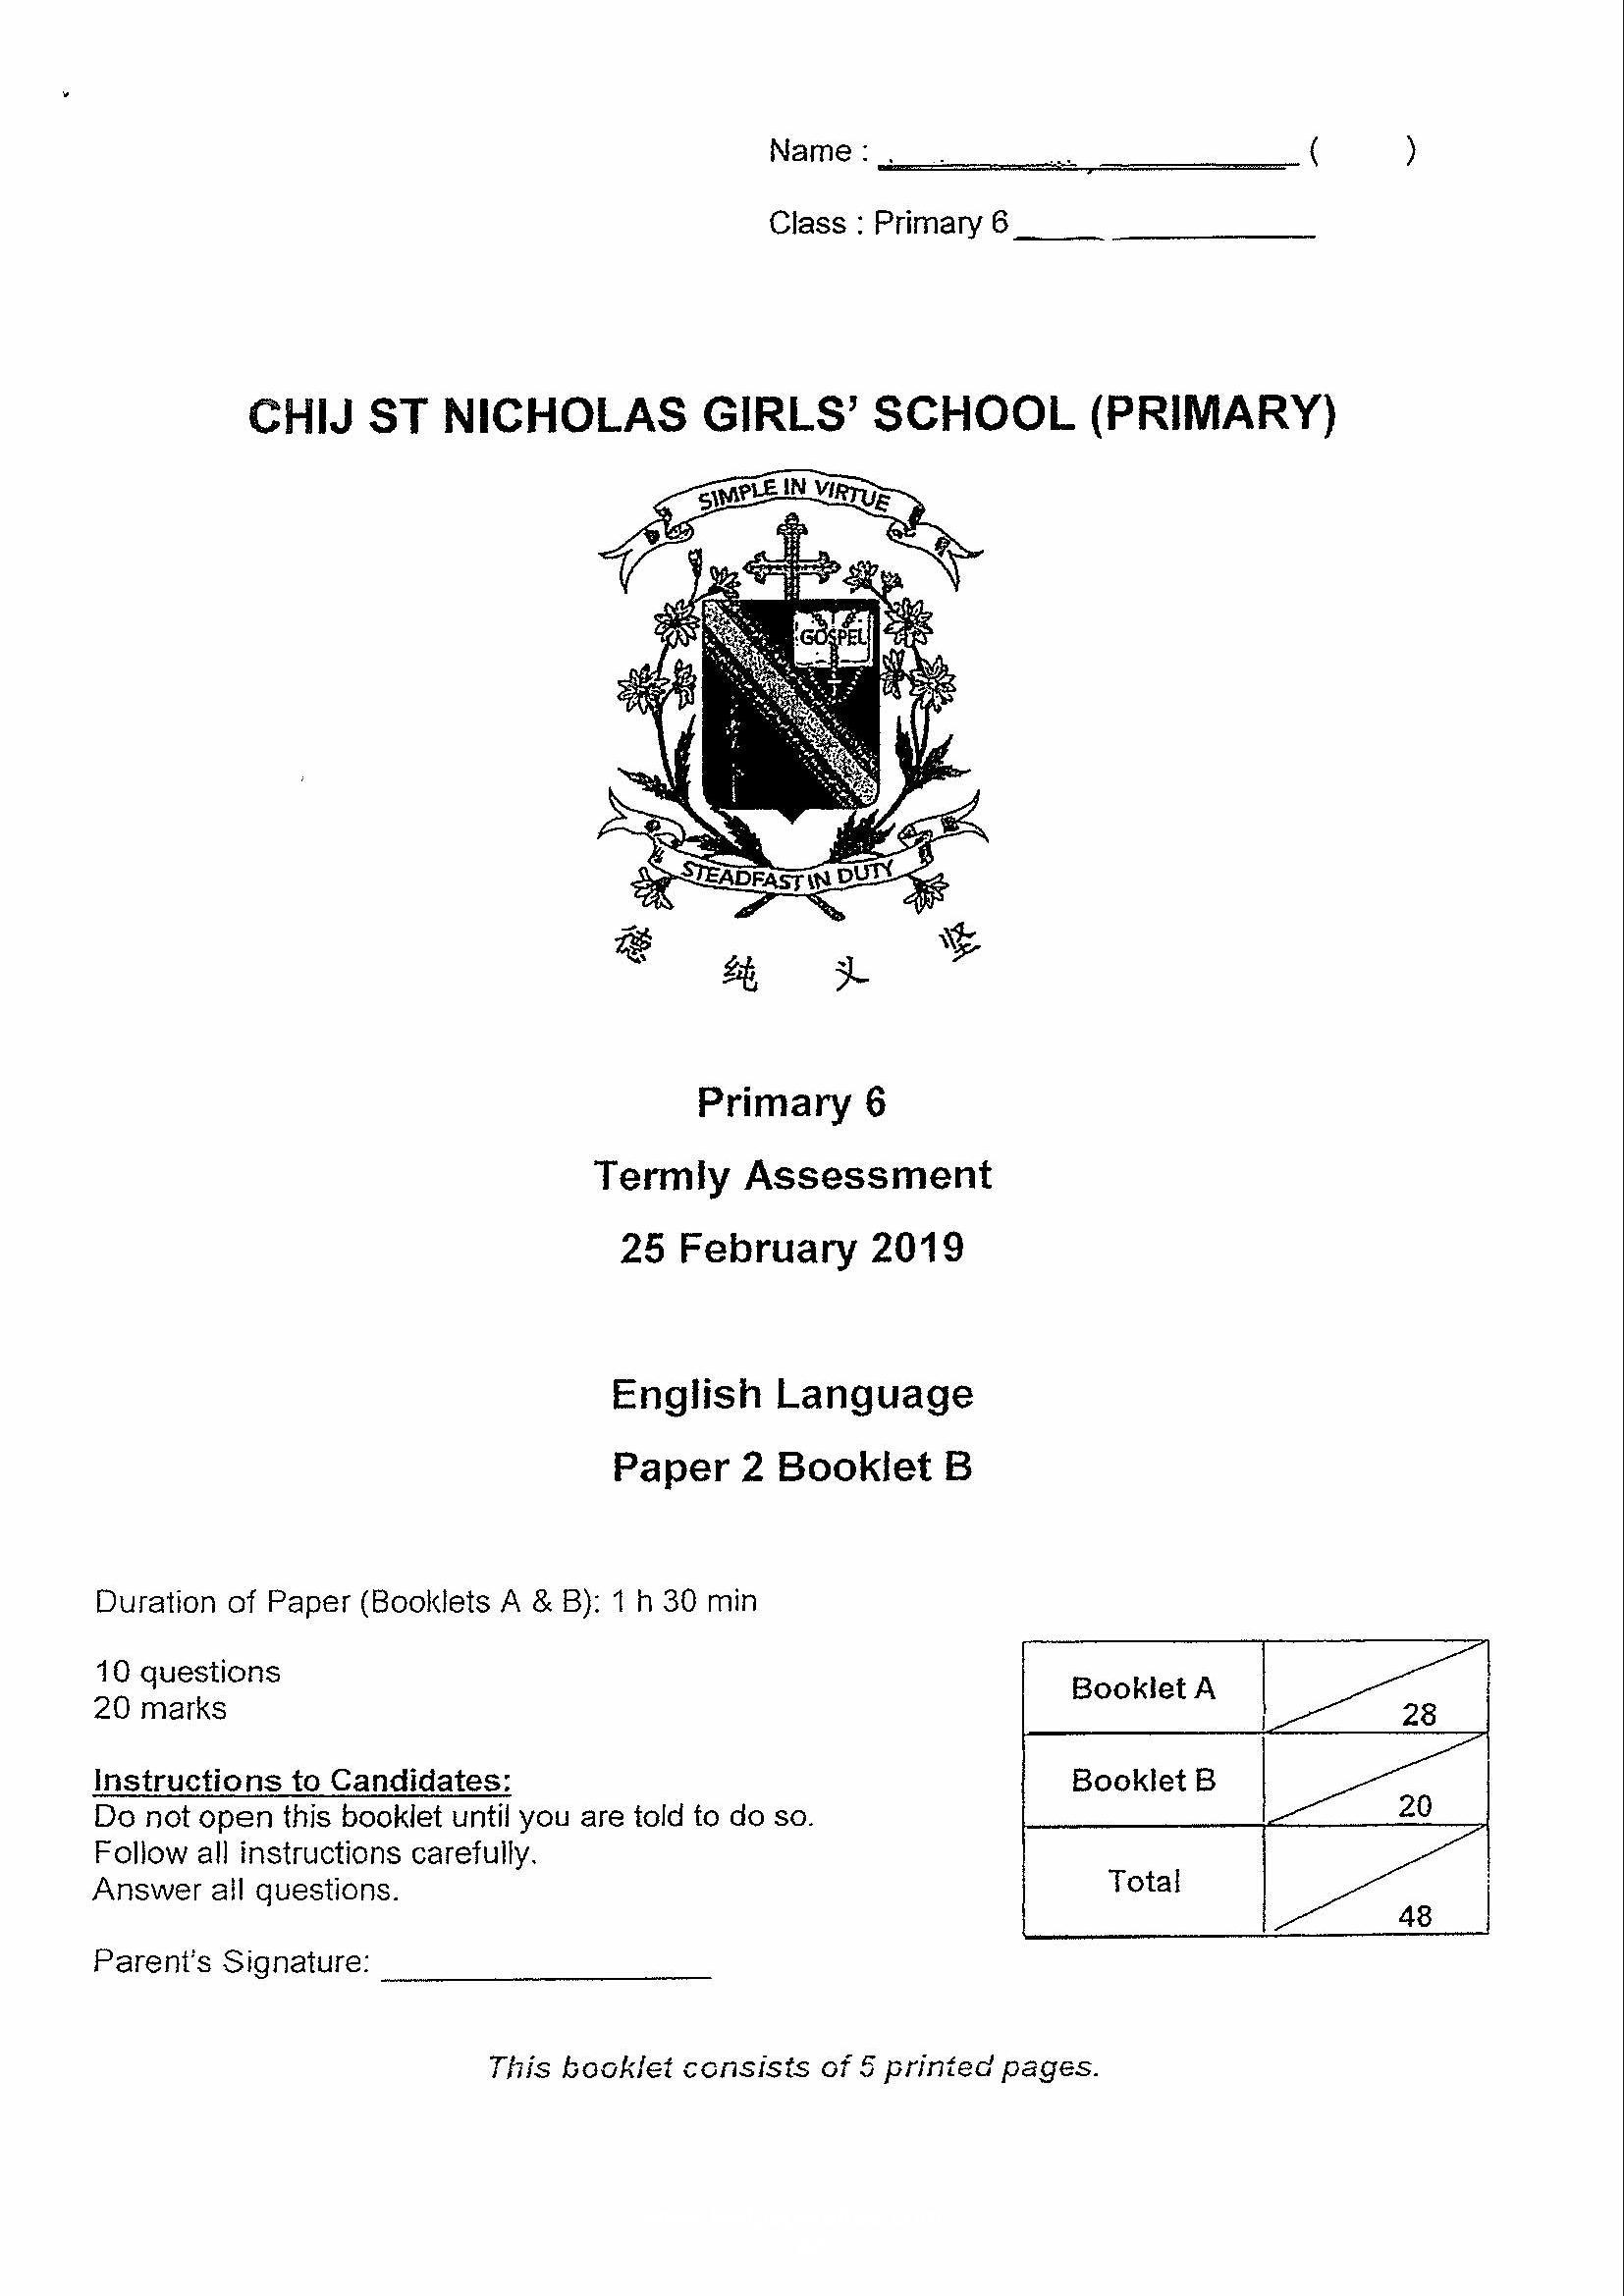 Name : ( )
Class : Primary 6
CHIJ ST NICHOLAS GIRLS' SCHOOL (PRIMARY)
SIMPLE IN VIRTUE
GOSPEL
STEADFAST IN DUTY
德 纯 义 坚
Primary 6
Termly Assessment
25 February 2019
English Language
Paper 2 Booklet B
Duration of Paper (Booklets A & B): 1 h 30 min
10 questions
20 marks
Instructions to Candidates:
Do not open this booklet until you are told to do so.
Follow all instructions carefully.
Answer all questions.
Parent's Signature:
Booklet A 28
Booklet B 20
Total 48
This booklet consists of 5 printed pages.